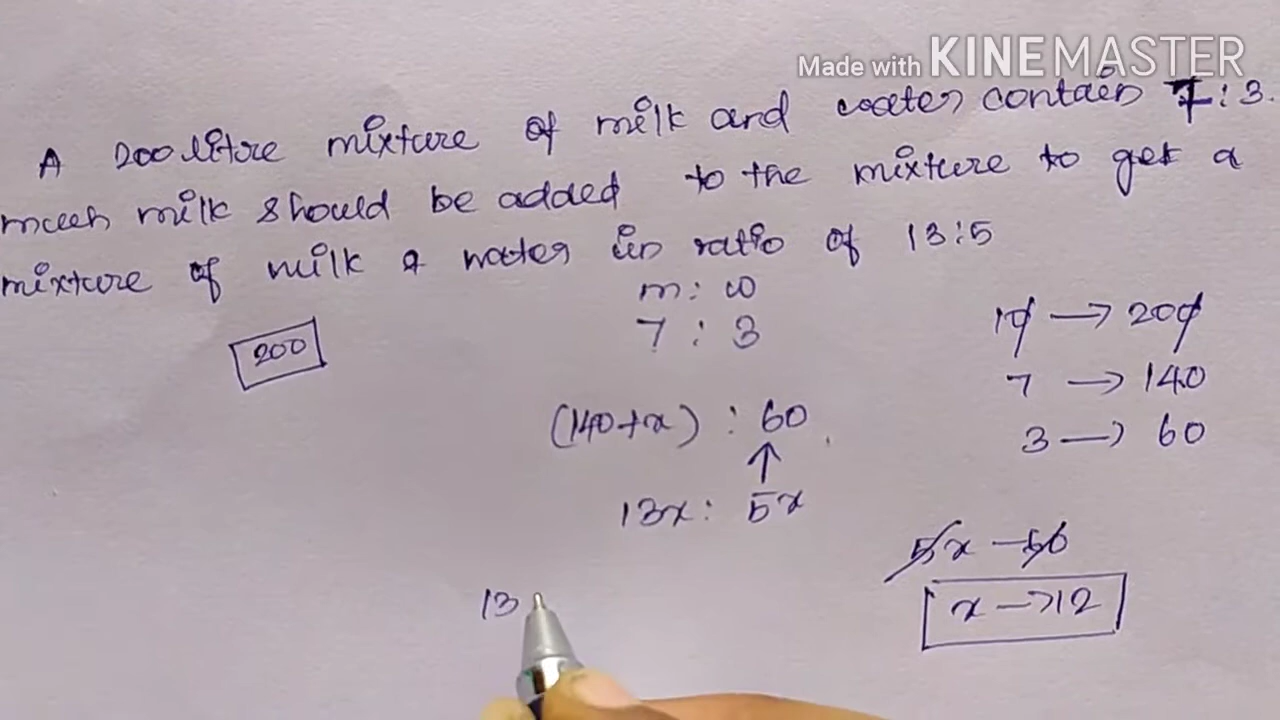 Made with KINEMASTER
A 200 litre mixture of milk and water contain 7:3.
much milk should be added to the mixture to get a
mixture of milk & water in ratio of 13:5
m : w
7 : 3
200
10 → 200
7 → 140
3 → 60
(140+x) : 60
↑
13x : 5x
5x – 60
x → 12
13